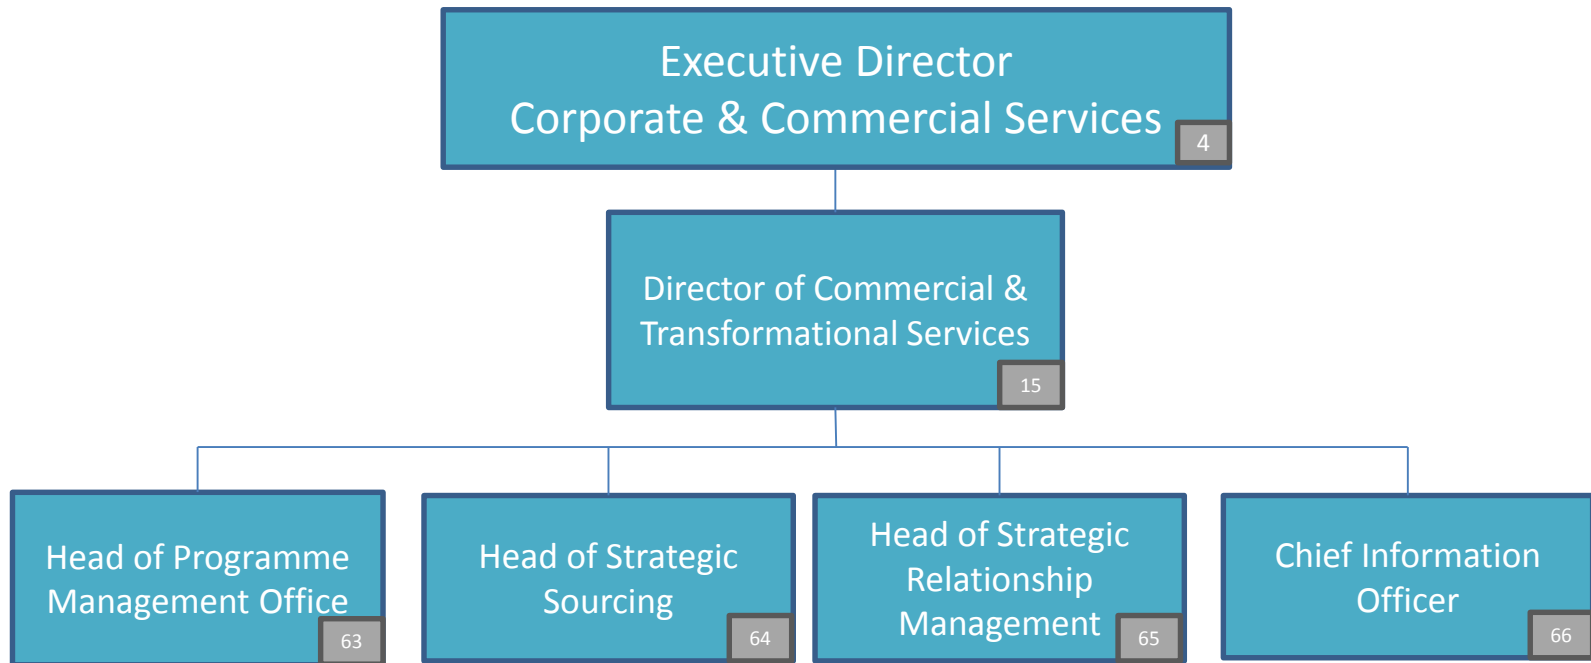 Executive Director
Corporate & Commercial Services
4
Director of Commercial &
Transformational Services
15
Head of Programme
Management Office
63
Head of Strategic
Sourcing
64
Head of Strategic
Relationship
Management
65
Chief Information
Officer
66